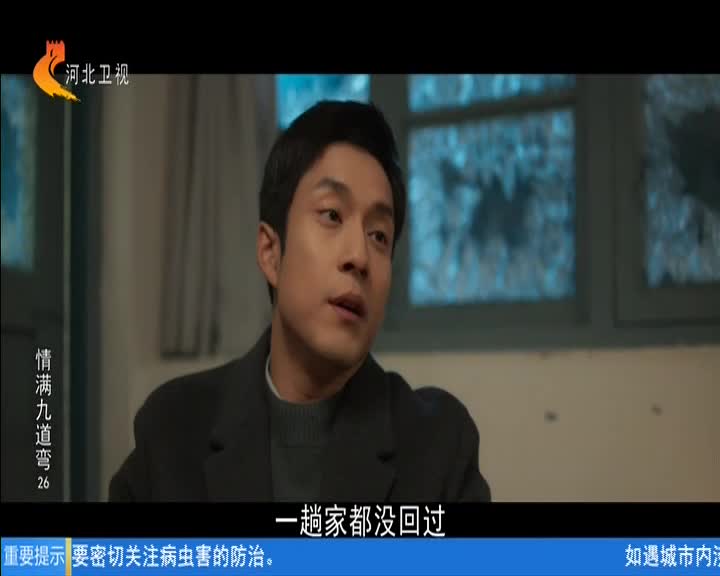 河北卫视
情满九道弯
26
一趟家都没回过
重要提示
要密切关注病虫害的防治。
如遇城市内